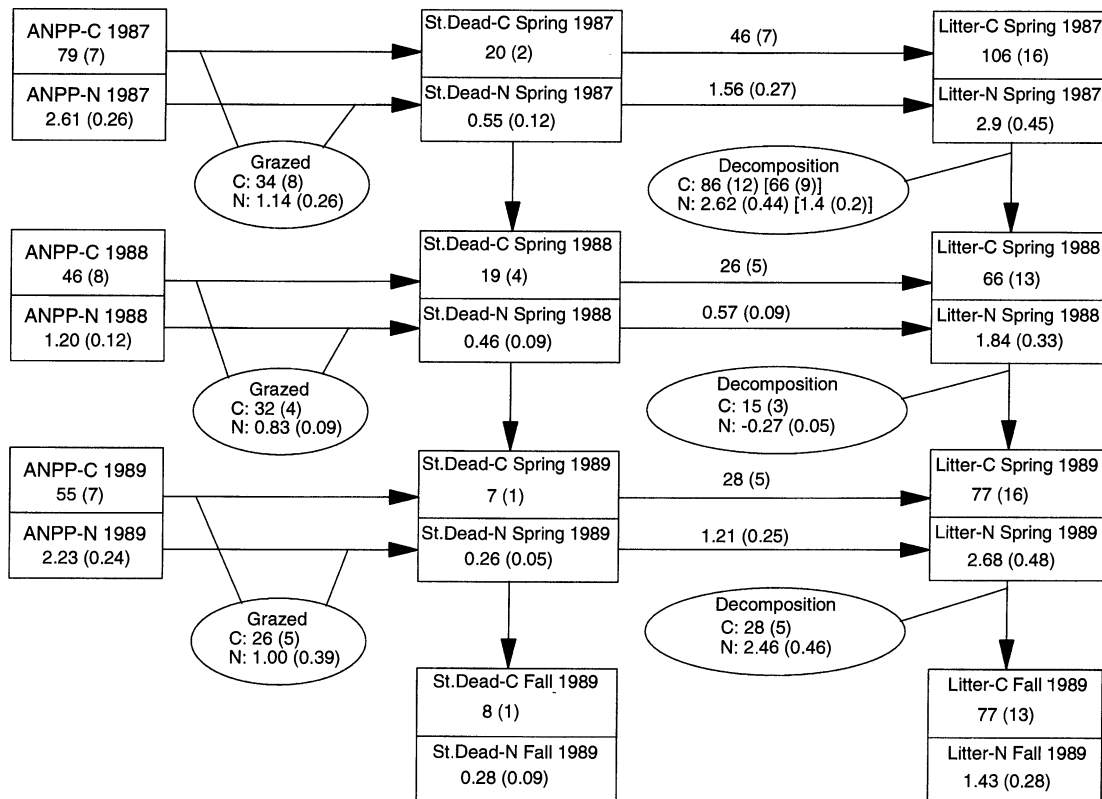 ANPP-C 1987
79 (7)
ANPP-N 1987
2.61 (0.26)
St.Dead-C Spring 1987
20 (2)
St.Dead-N Spring 1987
0.55 (0.12)
46 (7)
1.56 (0.27)
Litter-C Spring 1987
106 (16)
Litter-N Spring 1987
2.9 (0.45)
Grazed
C: 34 (8)
N: 1.14 (0.26)
Decomposition
C: 86 (12) [66 (9)]
N: 2.62 (0.44) [1.4 (0.2)]
ANPP-C 1988
46 (8)
ANPP-N 1988
1.20 (0.12)
St.Dead-C Spring 1988
19 (4)
St.Dead-N Spring 1988
0.46 (0.09)
26 (5)
0.57 (0.09)
Litter-C Spring 1988
66 (13)
Litter-N Spring 1988
1.84 (0.33)
Grazed
C: 32 (4)
N: 0.83 (0.09)
Decomposition
C: 15 (3)
N: -0.27 (0.05)
ANPP-C 1989
55 (7)
ANPP-N 1989
2.23 (0.24)
St.Dead-C Spring 1989
7 (1)
St.Dead-N Spring 1989
0.26 (0.05)
28 (5)
1.21 (0.25)
Litter-C Spring 1989
77 (16)
Litter-N Spring 1989
2.68 (0.48)
Grazed
C: 26 (5)
N: 1.00 (0.39)
Decomposition
C: 28 (5)
N: 2.46 (0.46)
St.Dead-C Fall 1989
8 (1)
St.Dead-N Fall 1989
0.28 (0.09)
Litter-C Fall 1989
77 (13)
Litter-N Fall 1989
1.43 (0.28)